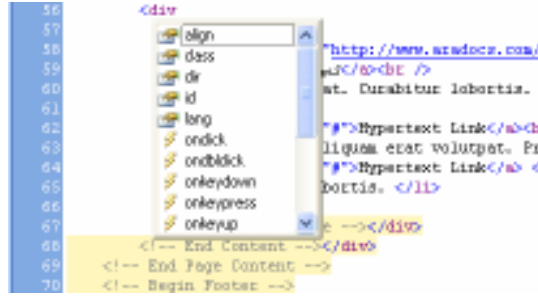 56 <div
57 align
58 class "http://www.aradocs.com/
59 dir </a><br />
60 id at. Curabitur lobortis.
61 lang
62 onclick "#">Hypertext Link</a><b
63 ondblclick liquam erat volutpat. Pr
64 onkeydown "#">Hypertext Link</a> <
65 onkeypress bortis. </li>
66
67 onkeyup e --></div>
68 <!-- End Content --></div>
69 <!-- End Page Content -->
70 <!-- Begin Footer -->